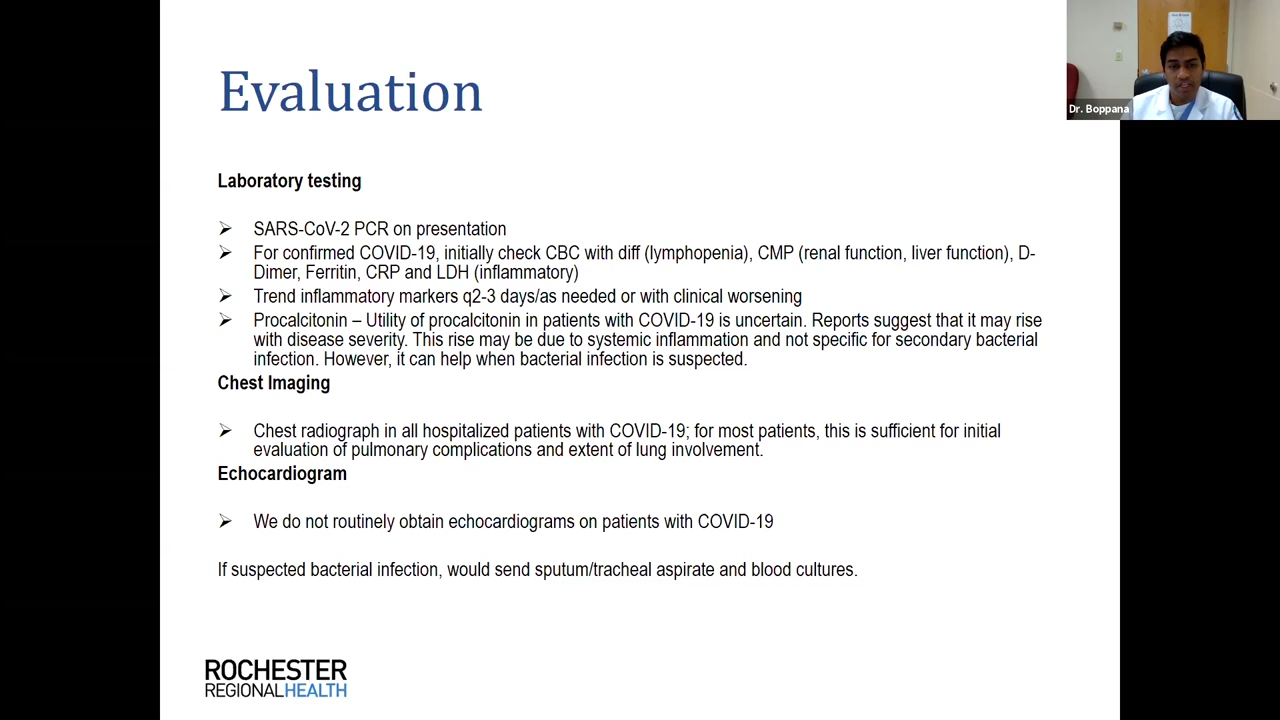 Evaluation
Dr. Boppana
Laboratory testing
➢ SARS-CoV-2 PCR on presentation
➢ For confirmed COVID-19, initially check CBC with diff (lymphopenia), CMP (renal function, liver function), D-
Dimer, Ferritin, CRP and LDH (inflammatory)
➢ Trend inflammatory markers q2-3 days/as needed or with clinical worsening
➢ Procalcitonin – Utility of procalcitonin in patients with COVID-19 is uncertain. Reports suggest that it may rise
with disease severity. This rise may be due to systemic inflammation and not specific for secondary bacterial
infection. However, it can help when bacterial infection is suspected.
Chest Imaging
➢ Chest radiograph in all hospitalized patients with COVID-19; for most patients, this is sufficient for initial
evaluation of pulmonary complications and extent of lung involvement.
Echocardiogram
➢ We do not routinely obtain echocardiograms on patients with COVID-19
If suspected bacterial infection, would send sputum/tracheal aspirate and blood cultures.
ROCHESTER
REGIONALHEALTH